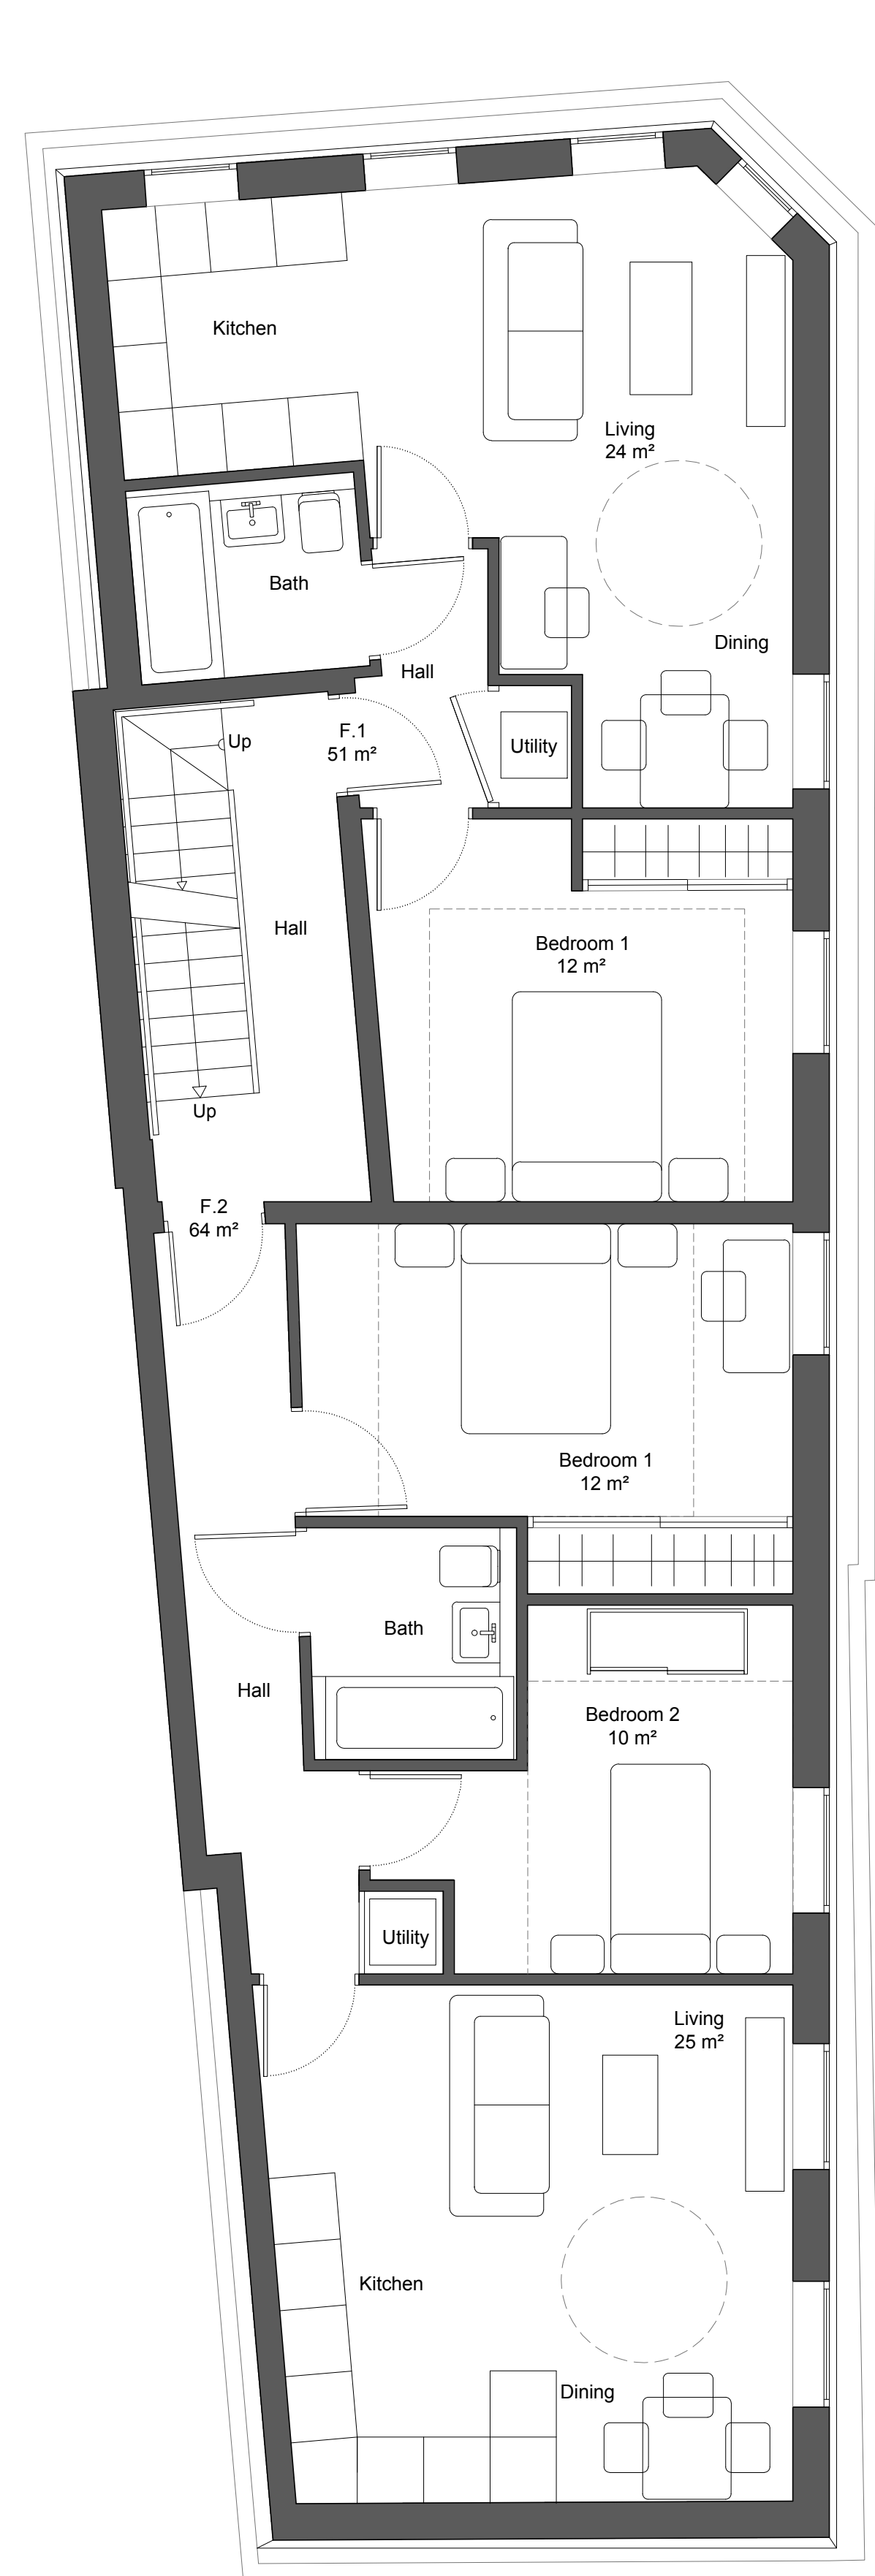 Kitchen
Living
24 m²
Bath
Dining
Hall
F.1
51 m²
Up
Utility
Hall
Bedroom 1
12 m²
Up
F.2
64 m²
Bedroom 1
12 m²
Bath
Hall
Bedroom 2
10 m²
Utility
Living
25 m²
Kitchen
Dining